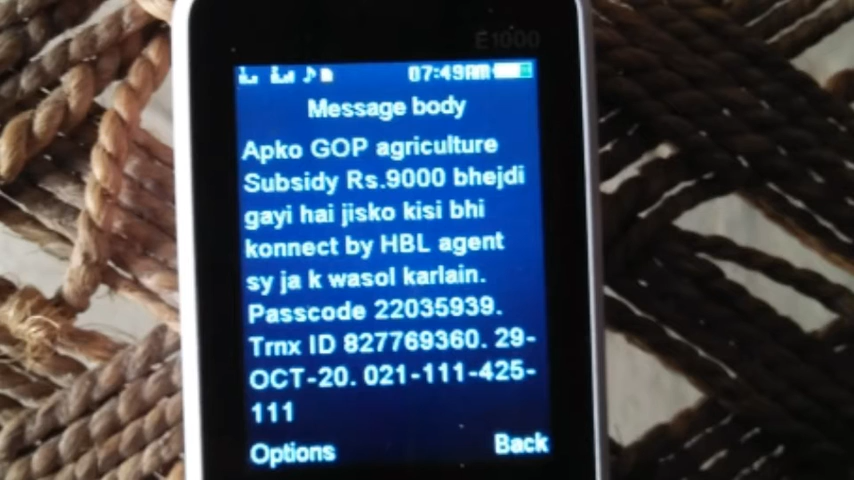 E1000
07:49AM
Message body
Apko GOP agriculture
Subsidy Rs.9000 bhejdi
gayi hai jisko kisi bhi
konnect by HBL agent
sy ja k wasol karlain.
Passcode 22035939.
Trnx ID 827769360. 29-
OCT-20. 021-111-425-
111
Options Back